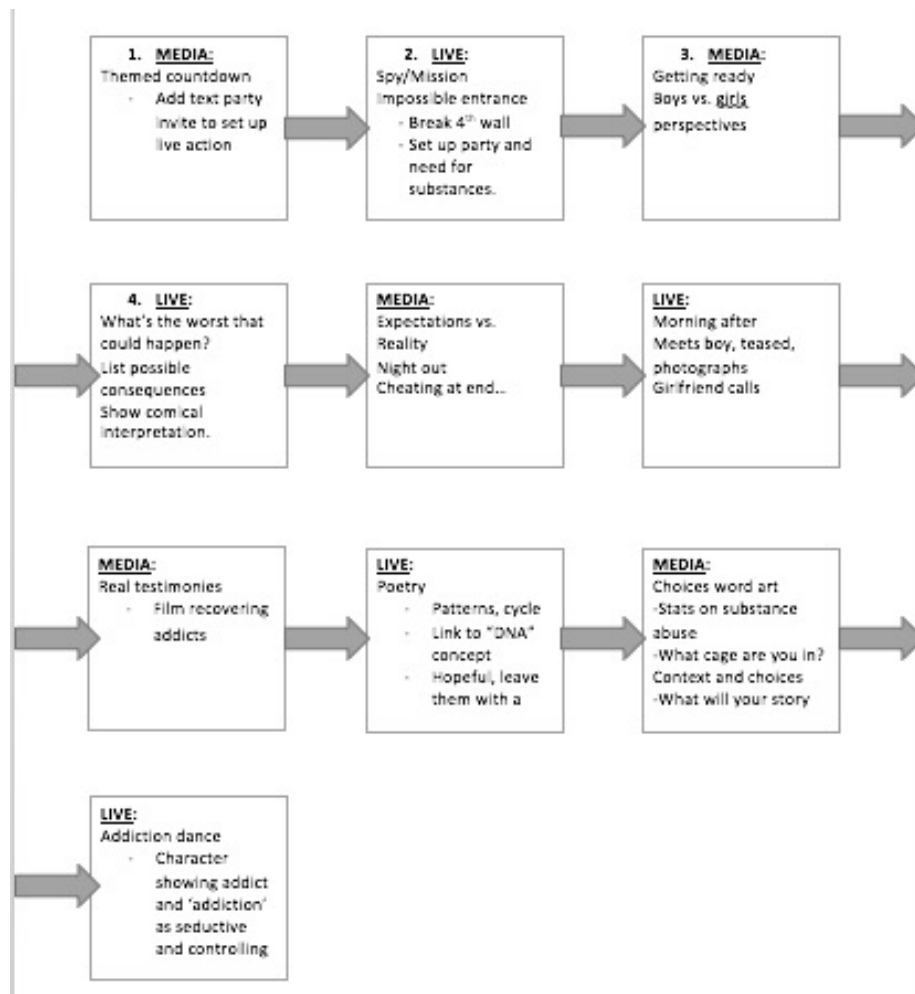 1. MEDIA:
Themed countdown
- Add text party
invite to set up
live action
2. LIVE:
Spy/Mission
Impossible entrance
- Break 4th wall
- Set up party and
need for
substances.
3. MEDIA:
Getting ready
Boys vs. girls
perspectives
4. LIVE:
What's the worst that
could happen?
List possible
consequences
Show comical
interpretation.
MEDIA:
Expectations vs.
Reality
Night out
Cheating at end...
LIVE:
Morning after
Meets boy, teased,
photographs
Girlfriend calls
MEDIA:
Real testimonies
- Film recovering
addicts
LIVE:
Poetry
- Patterns, cycle
- Link to "DNA"
concept
- Hopeful, leave
them with a
MEDIA:
Choices word art
-Stats on substance
abuse
-What cage are you in?
Context and choices
-What will your story
LIVE:
Addiction dance
- Character
showing addict
and 'addiction'
as seductive
and controlling